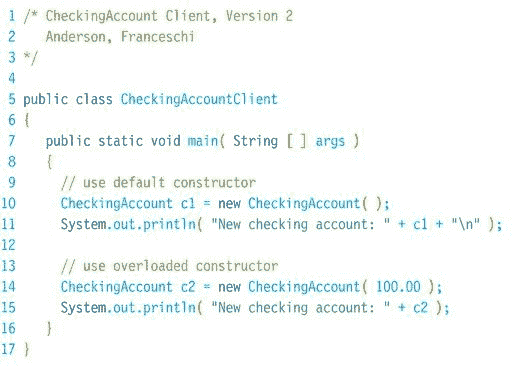 1 /* CheckingAccount Client, Version 2
2    Anderson, Franceschi
3 */
4
5 public class CheckingAccountClient
6 {
7    public static void main( String [ ] args )
8    {
9      // use default constructor
10     CheckingAccount c1 = new CheckingAccount( );
11     System.out.println( "New checking account: " + c1 + "\n" );
12
13     // use overloaded constructor
14     CheckingAccount c2 = new CheckingAccount( 100.00 );
15     System.out.println( "New checking account: " + c2 );
16   }
17 }